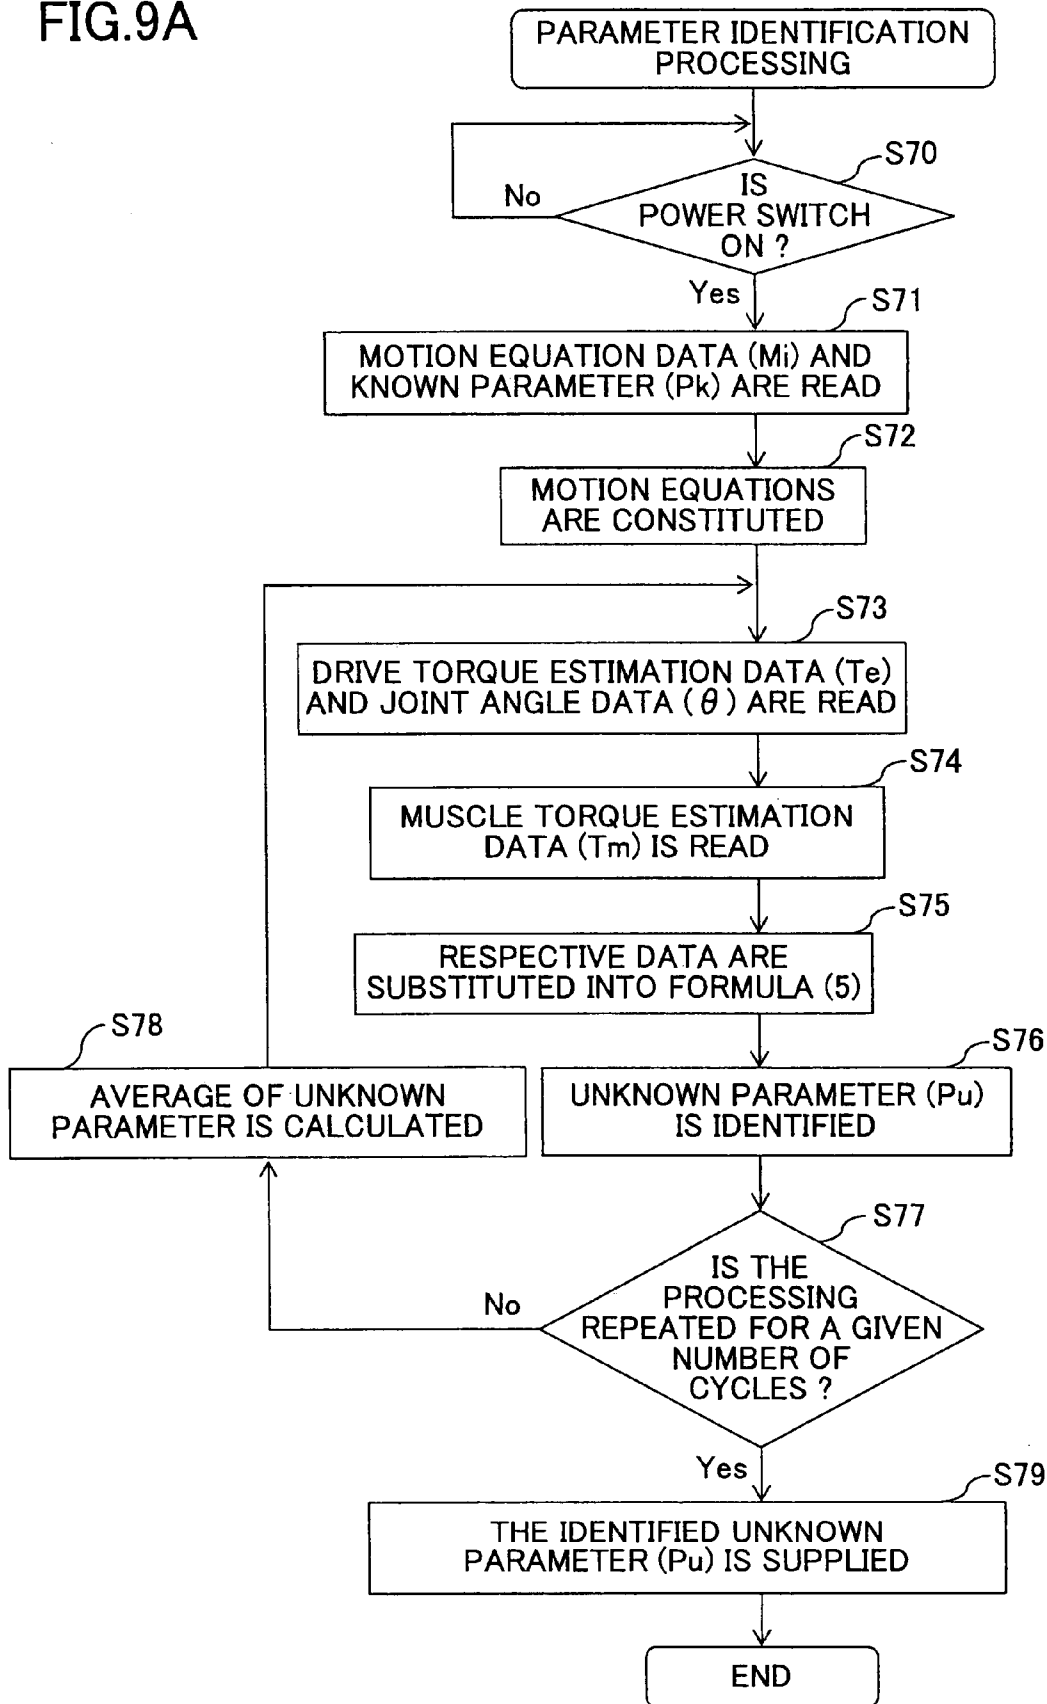 FIG.9A
PARAMETER IDENTIFICATION
PROCESSING
S70
IS
POWER SWITCH
ON ?
No
Yes
S71
MOTION EQUATION DATA (Mi) AND
KNOWN PARAMETER (Pk) ARE READ
S72
MOTION EQUATIONS
ARE CONSTITUTED
S73
DRIVE TORQUE ESTIMATION DATA (Te)
AND JOINT ANGLE DATA (θ) ARE READ
S74
MUSCLE TORQUE ESTIMATION
DATA (Tm) IS READ
S75
RESPECTIVE DATA ARE
SUBSTITUTED INTO FORMULA (5)
S78
AVERAGE OF UNKNOWN
PARAMETER IS CALCULATED
S76
UNKNOWN PARAMETER (Pu)
IS IDENTIFIED
S77
IS THE
PROCESSING
REPEATED FOR A GIVEN
NUMBER OF
CYCLES ?
No
Yes
S79
THE IDENTIFIED UNKNOWN
PARAMETER (Pu) IS SUPPLIED
END